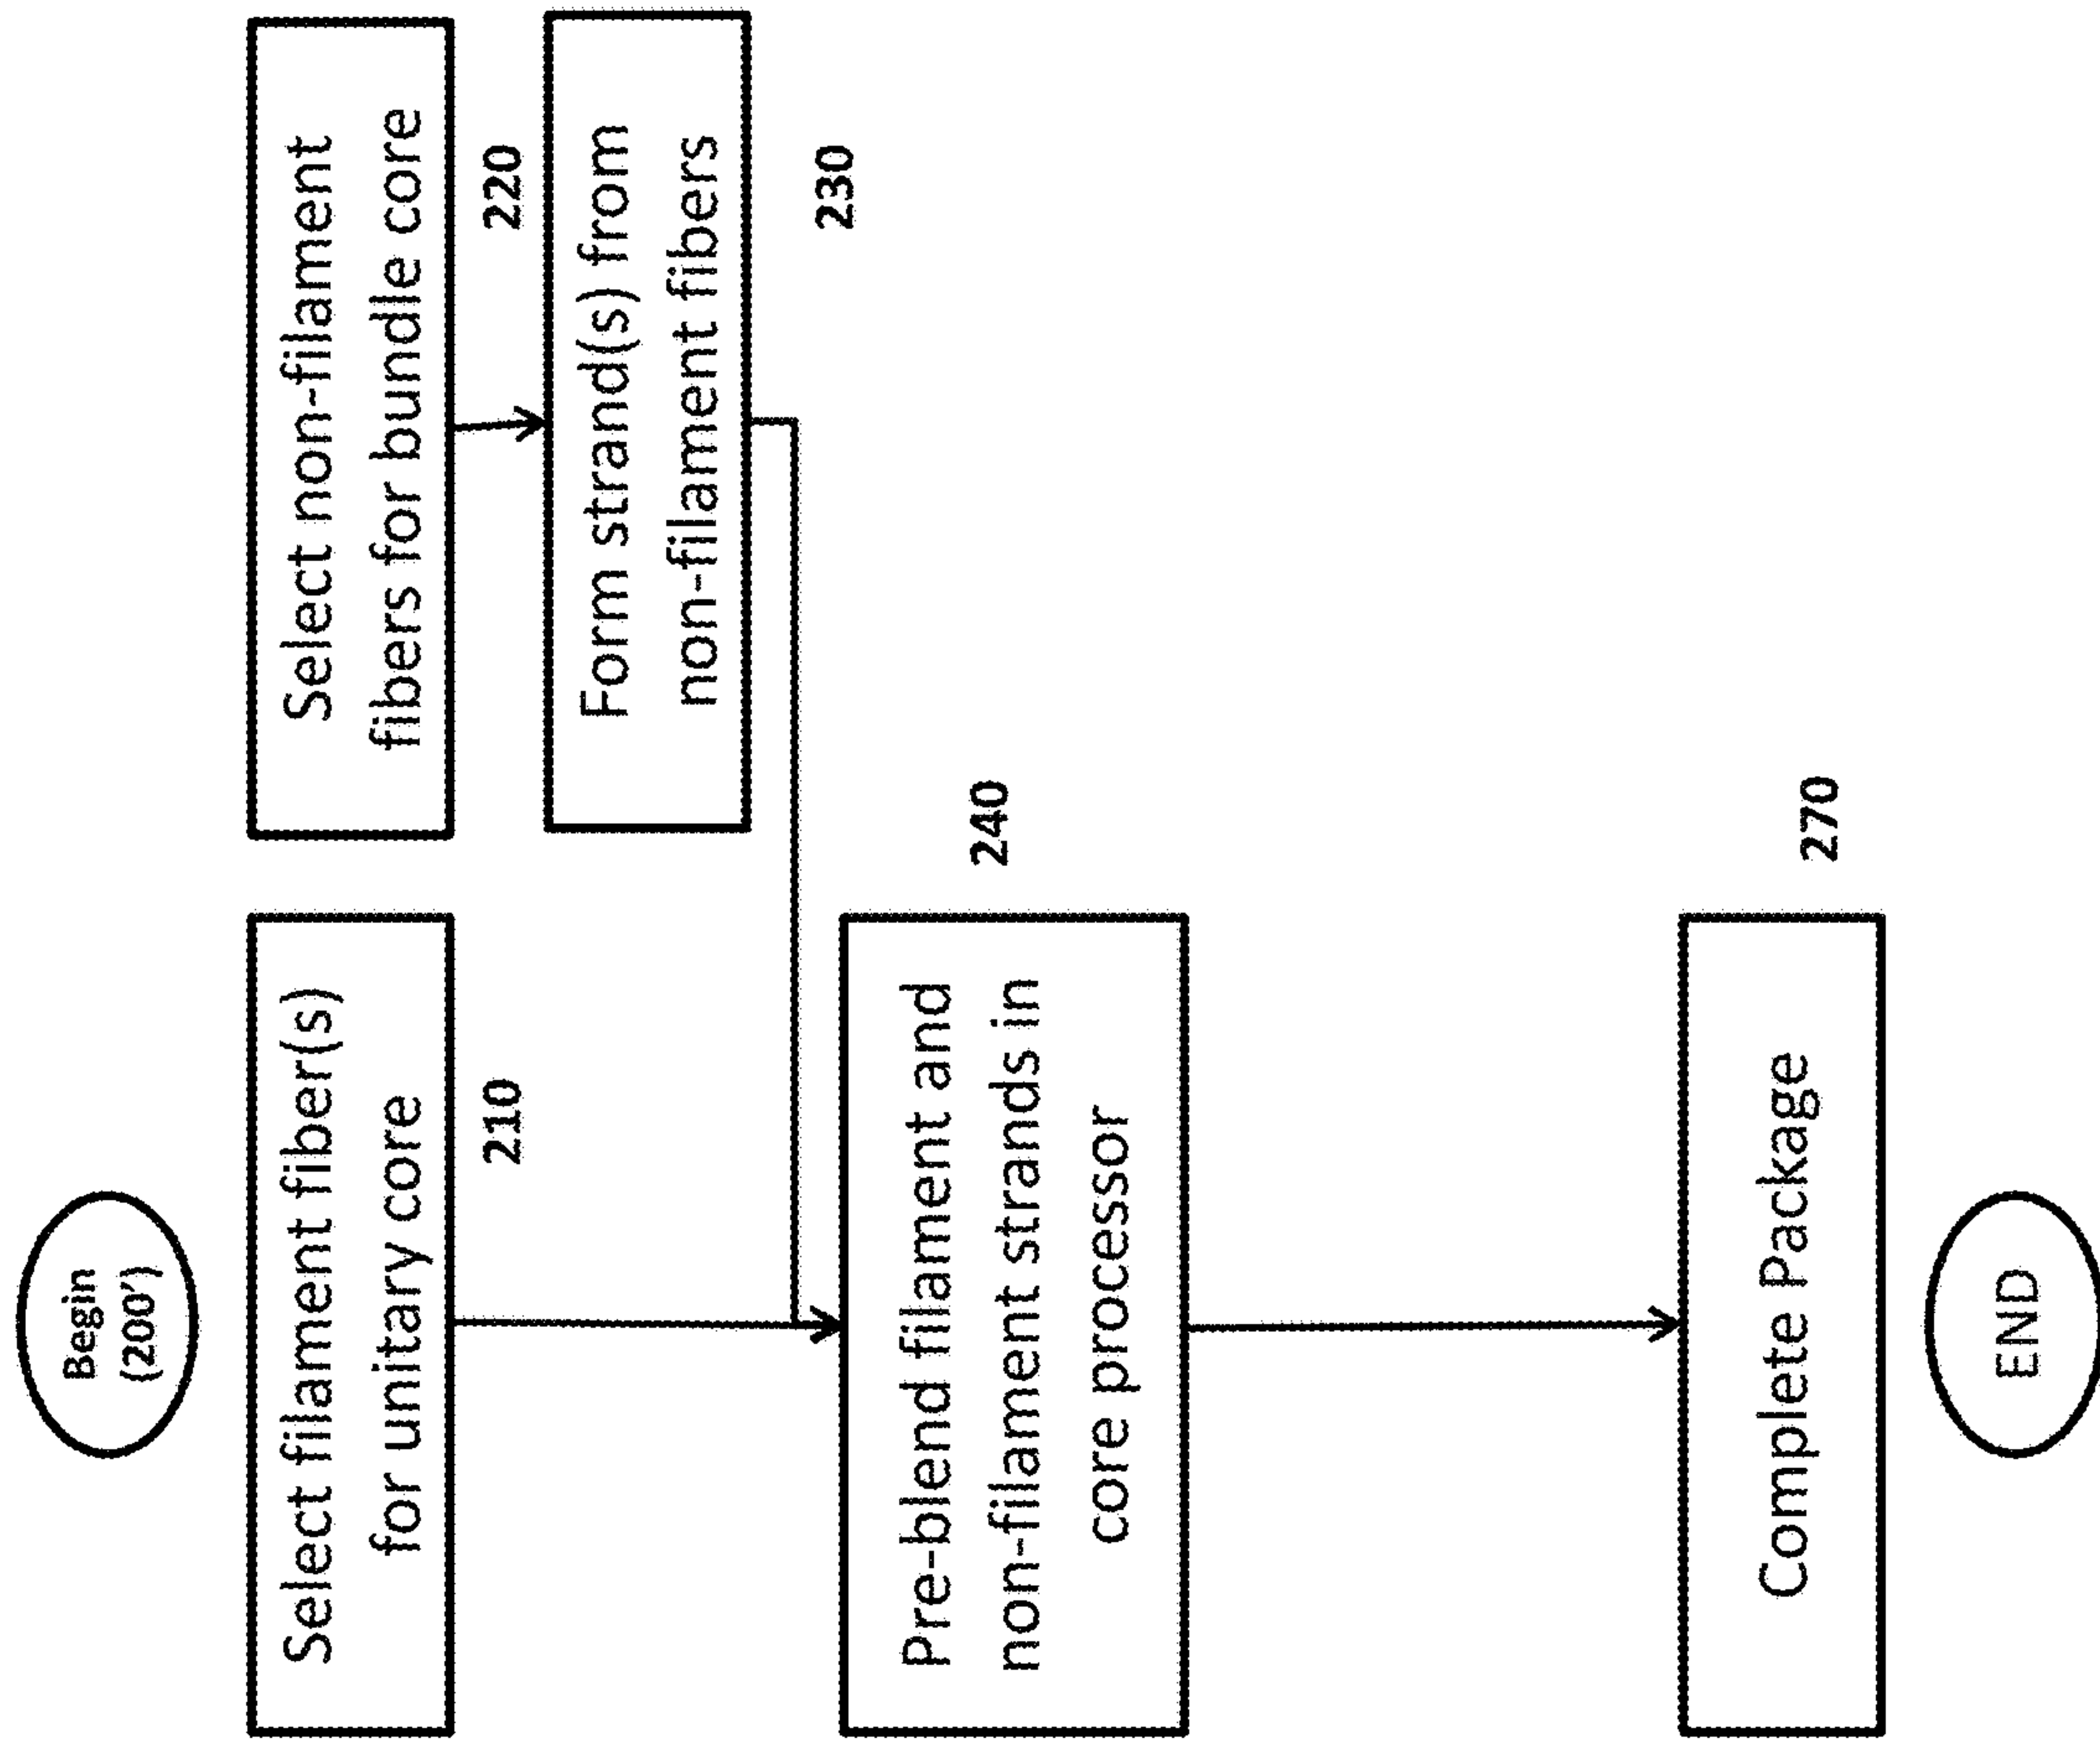 Begin
(200')
Select filament fiber(s)
for unitary core
210
Select non-filament
fibers for bundle core
220
Form strand(s) from
non-filament fibers
230
Pre-blend filament and
non-filament strands in
core processor
240
Complete Package
270
END